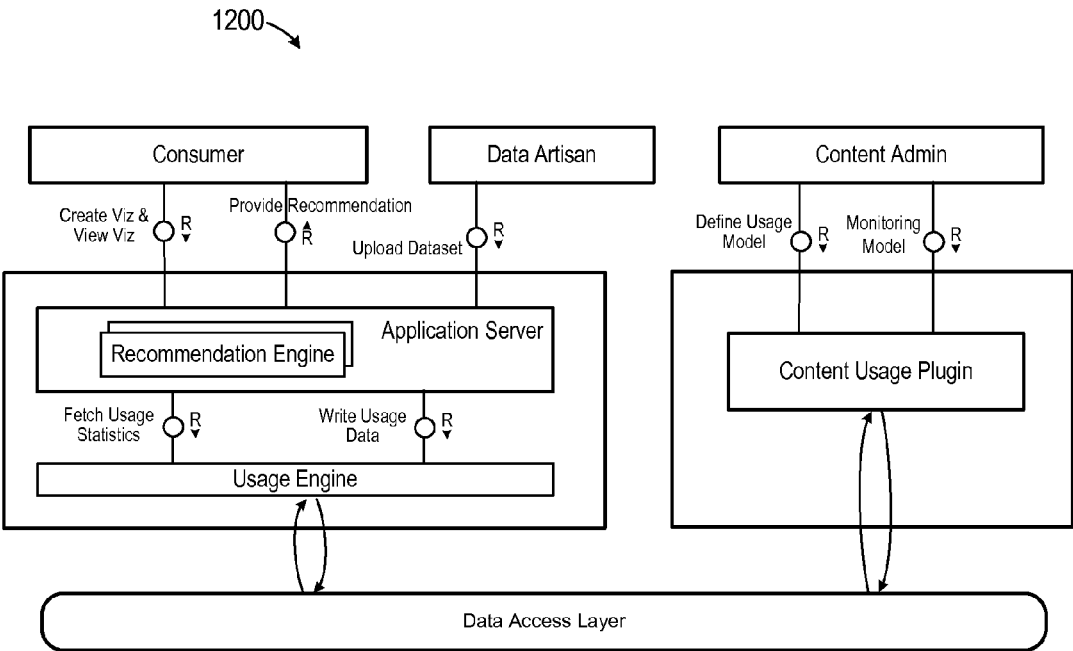 1200
Consumer
Data Artisan
Content Admin
Create Viz &
View Viz
R
Provide Recommendation
R
Upload Dataset
R
Define Usage
Model
R
Monitoring
Model
R
Application Server
Recommendation Engine
Content Usage Plugin
Fetch Usage
Statistics
R
Write Usage
Data
R
Usage Engine
Data Access Layer